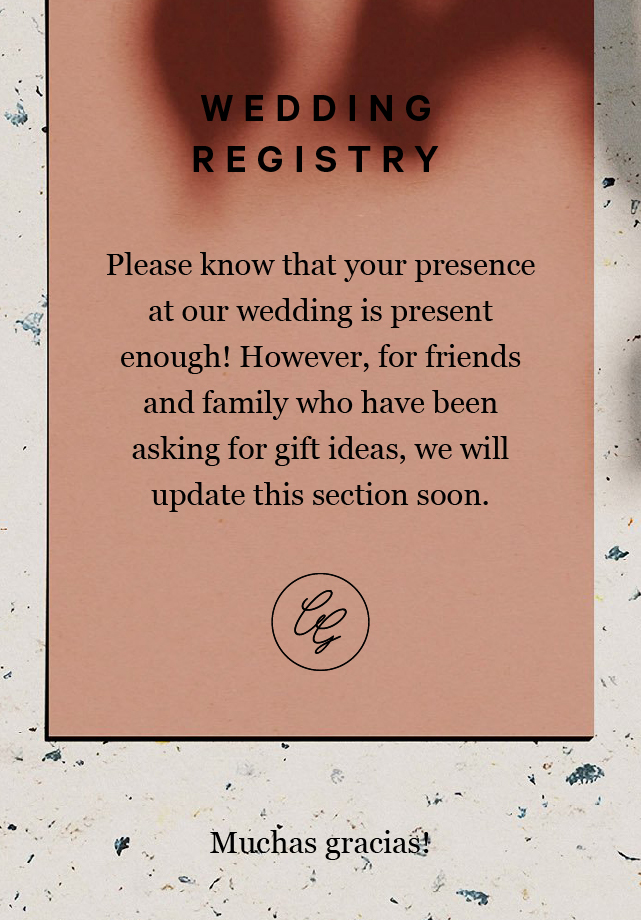 WEDDING
REGISTRY
Please know that your presence
at our wedding is present
enough! However, for friends
and family who have been
asking for gift ideas, we will
update this section soon.
CG
Muchas gracias!